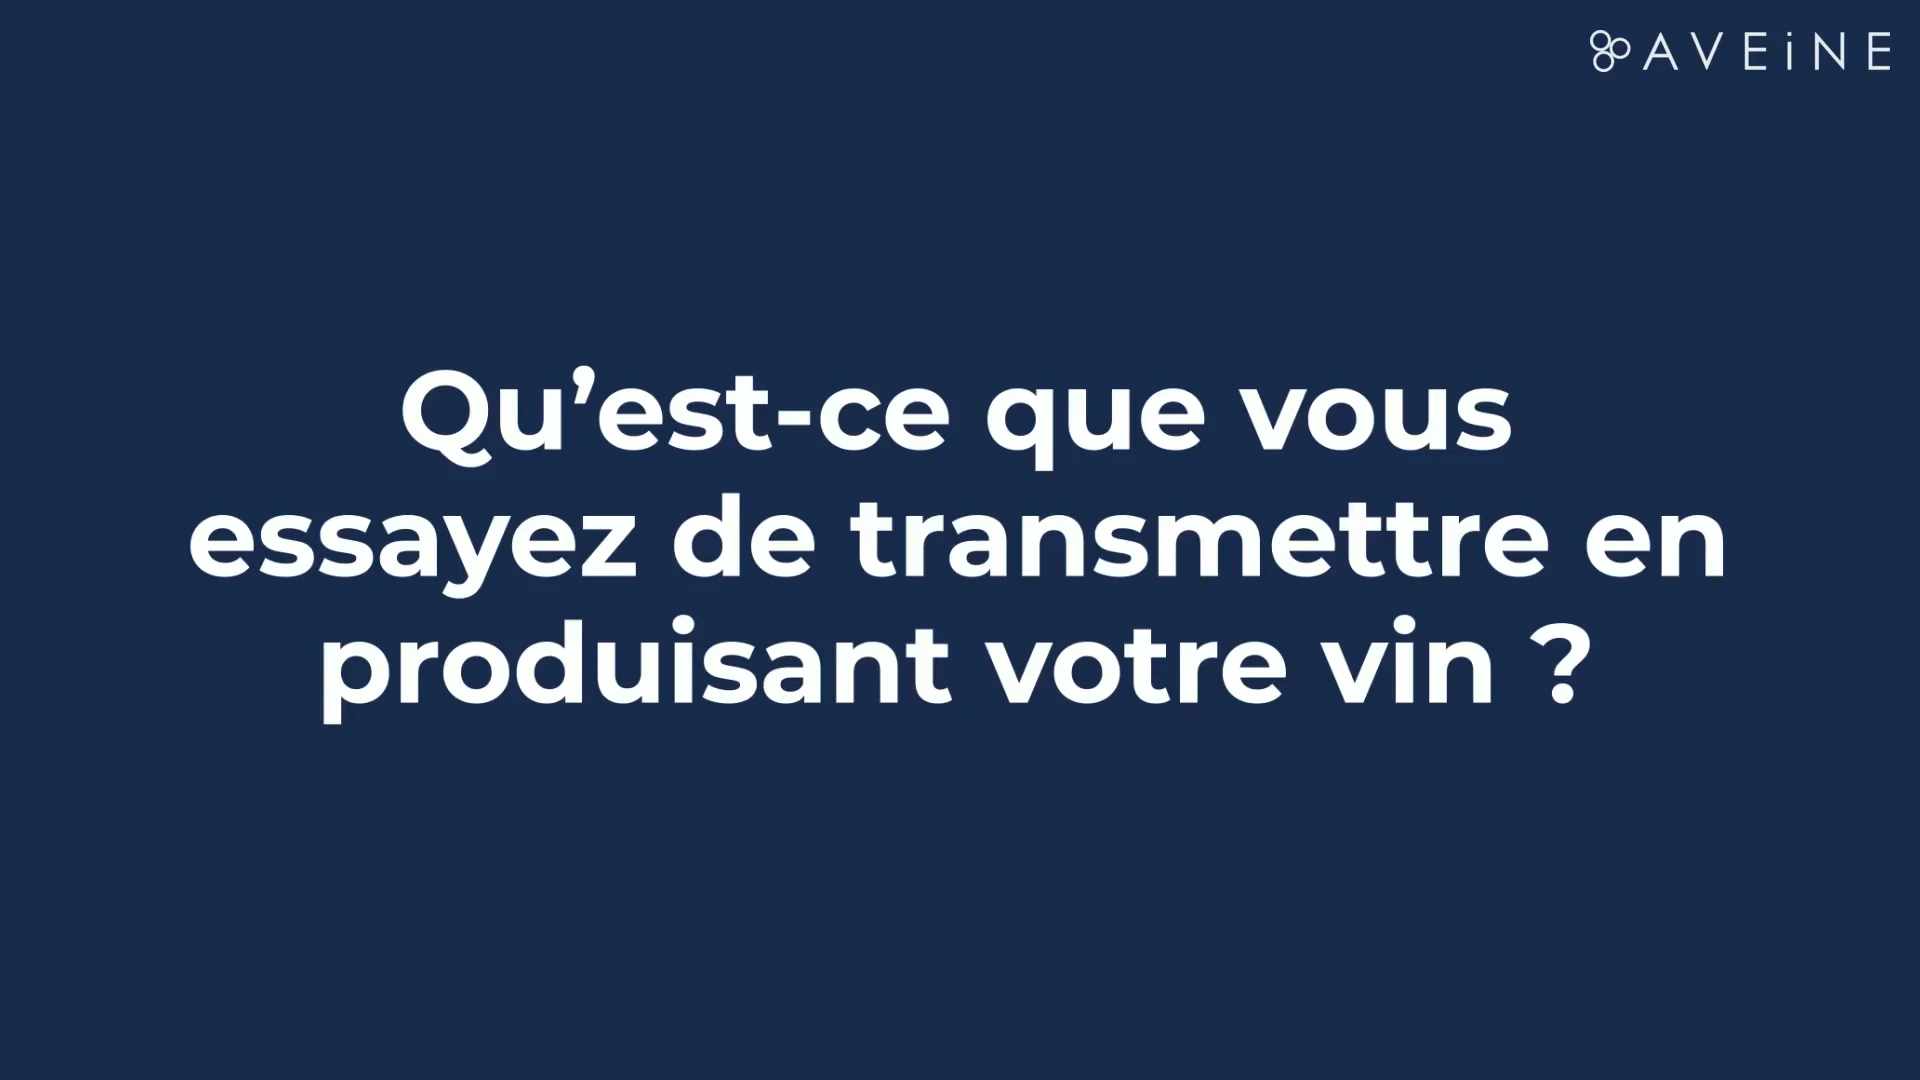 AVEiNE
Qu’est-ce que vous
essayez de transmettre en
produisant votre vin ?